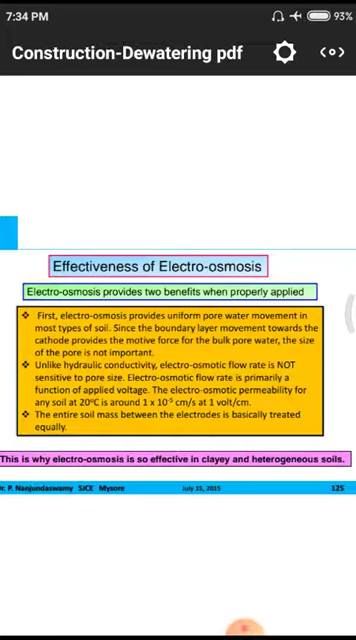 7:34 PM
93%
Construction-Dewatering pdf
Effectiveness of Electro-osmosis
Electro-osmosis provides two benefits when properly applied
First, electro-osmosis provides uniform pore water movement in
most types of soil. Since the boundary layer movement towards the
cathode provides the motive force for the bulk pore water, the size
of the pore is not important.
Unlike hydraulic conductivity, electro-osmotic flow rate is NOT
sensitive to pore size. Electro-osmotic flow rate is primarily a
function of applied voltage. The electro-osmotic permeability for
any soil at 20°C is around 1 x 10⁻⁵ cm/s at 1 volt/cm.
The entire soil mass between the electrodes is basically treated
equally.
This is why electro-osmosis is so effective in clayey and heterogeneous soils.
Dr. P. Nanjundaswamy SJCE Mysore July 31, 2015 125